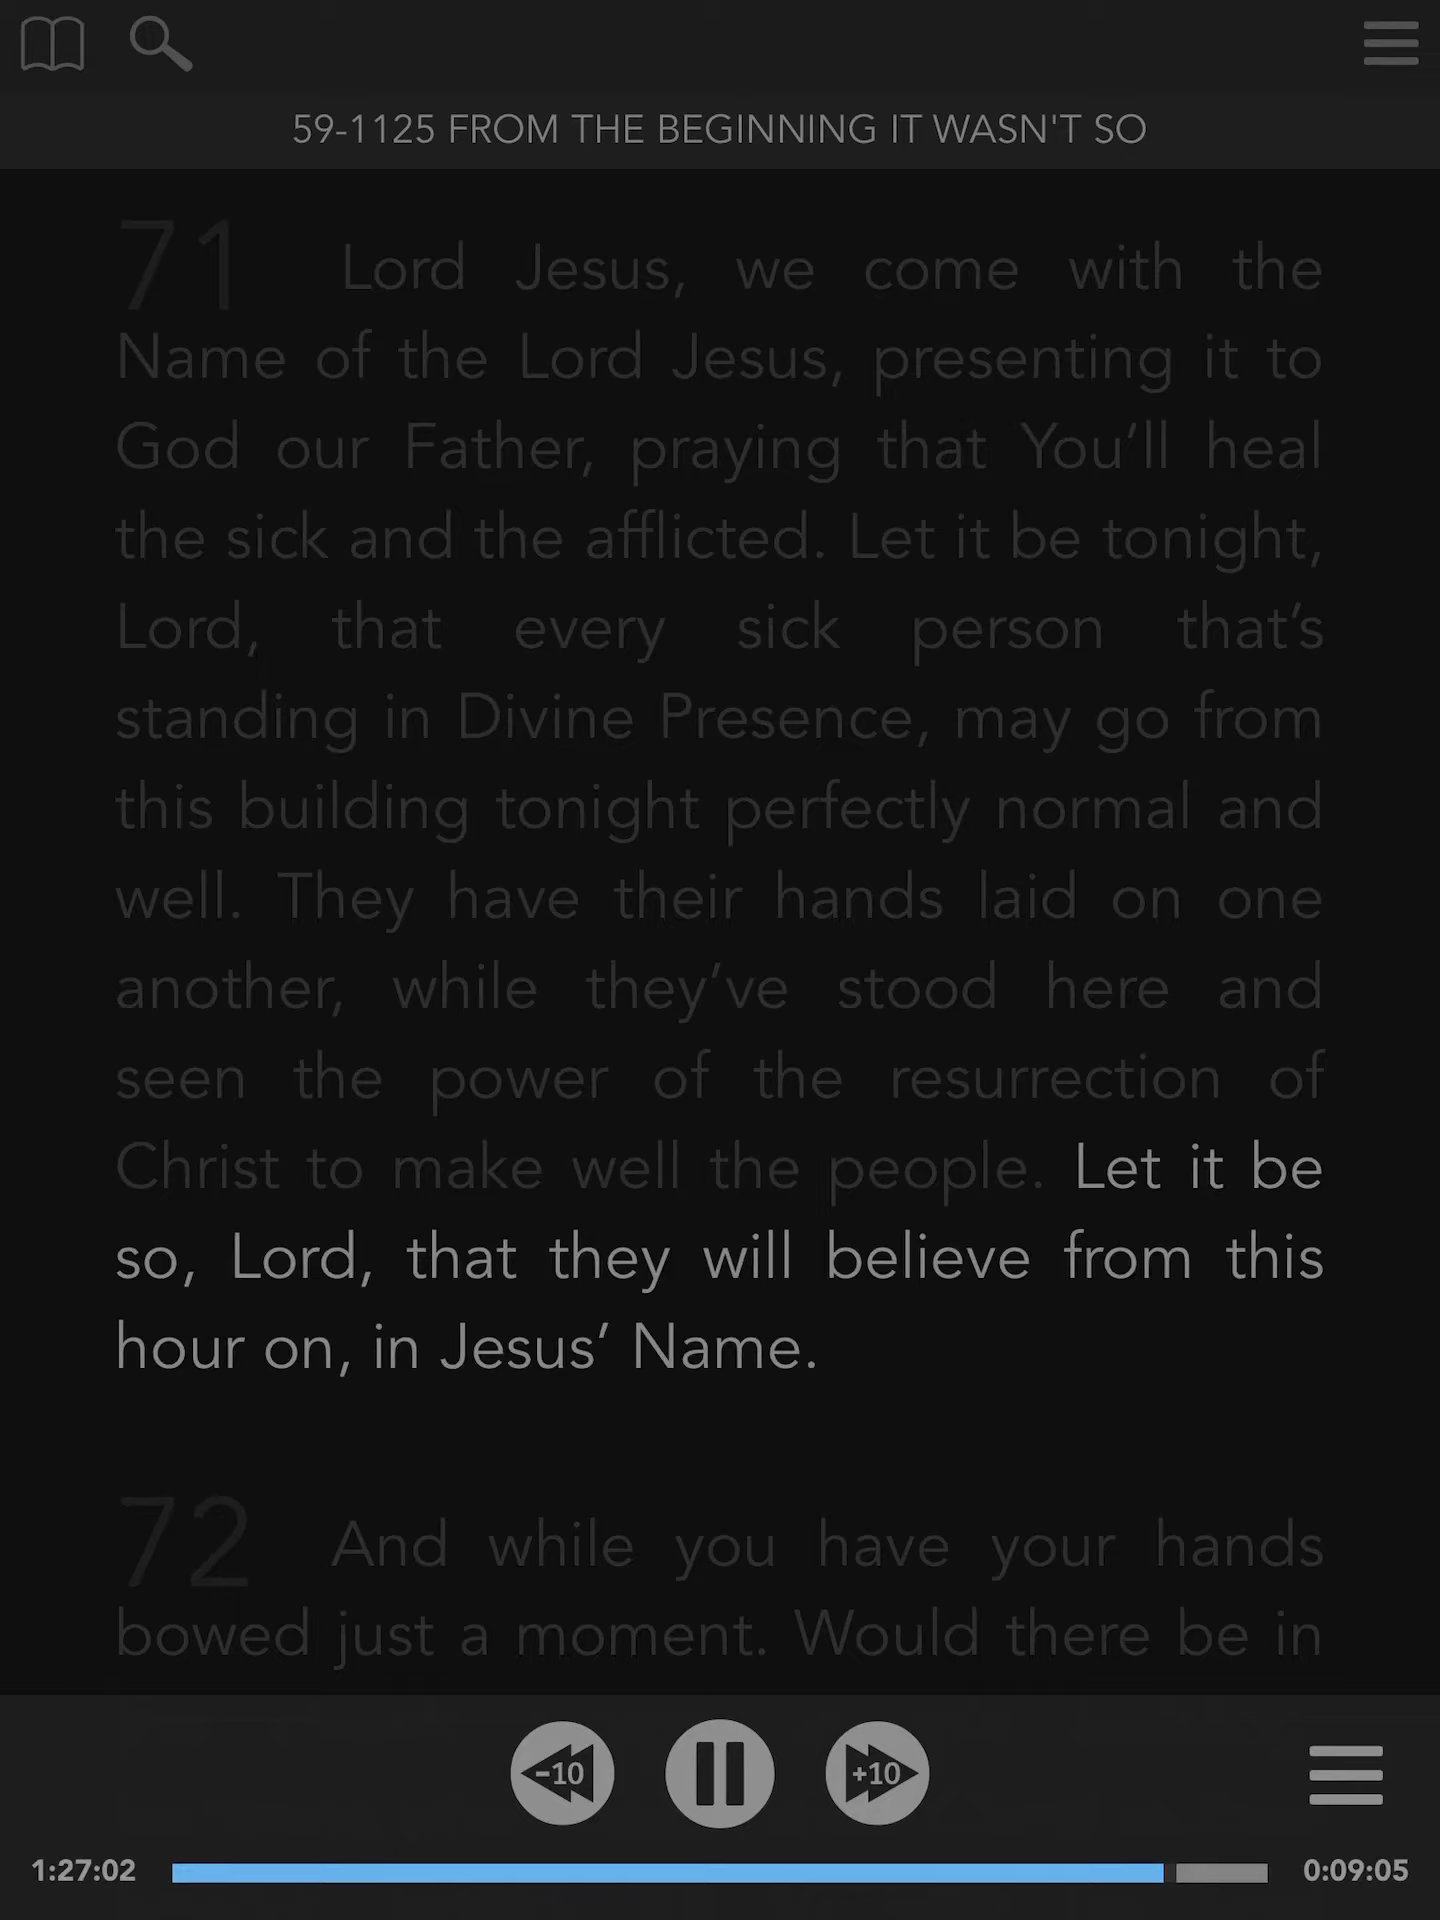 59-1125 FROM THE BEGINNING IT WASN'T SO
71 Lord Jesus, we come with the
Name of the Lord Jesus, presenting it to
God our Father, praying that You’ll heal
the sick and the afflicted. Let it be tonight,
Lord, that every sick person that’s
standing in Divine Presence, may go from
this building tonight perfectly normal and
well. They have their hands laid on one
another, while they’ve stood here and
seen the power of the resurrection of
Christ to make well the people. Let it be
so, Lord, that they will believe from this
hour on, in Jesus’ Name.
72 And while you have your hands
bowed just a moment. Would there be in
-10 +10
1:27:02 0:09:05